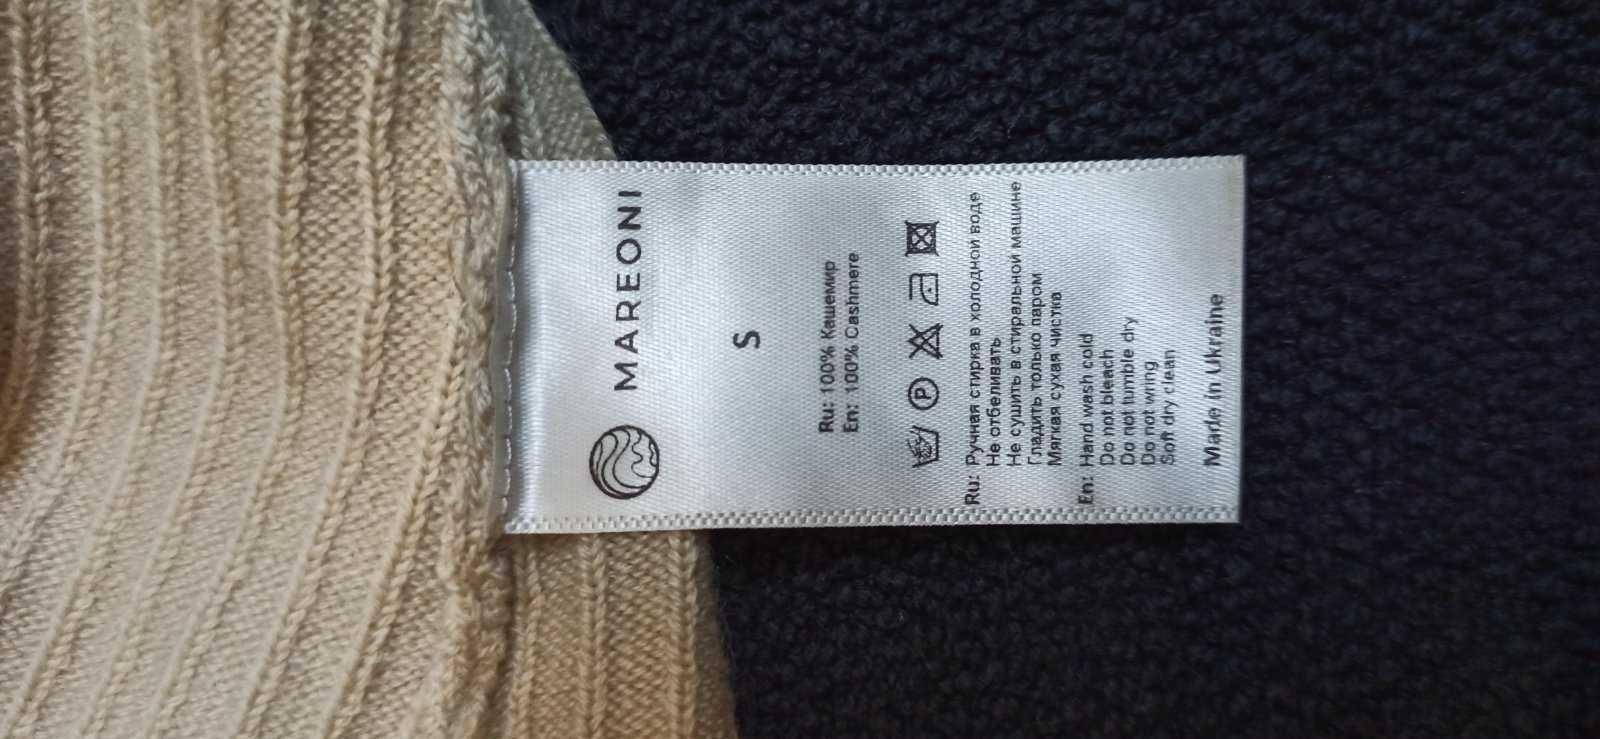 MAREONI
S
Ru: 100% Кашемир
En: 100% Cashmere
P
Ru: Ручная стирка в холодной воде
Не отбеливать
Не сушить в стиральной машине
Гладить только паром
Мягкая сухая чистка
En: Hand wash cold
Do not bleach
Do not tumble dry
Do not wring
Soft dry clean
Made in Ukraine